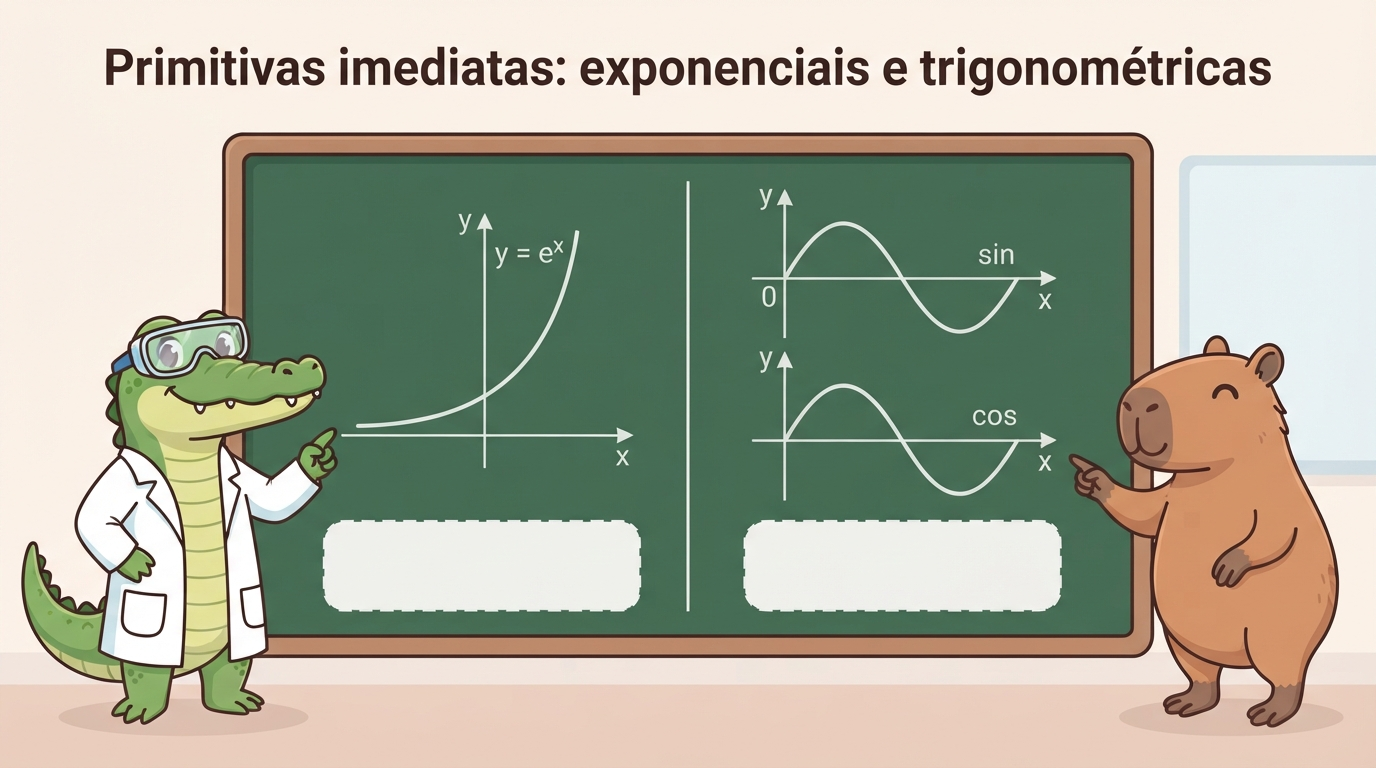 Primitivas imediatas: exponenciais e trigonométricas
y
y = eˣ
x
y
sin
0
x
y
cos
x